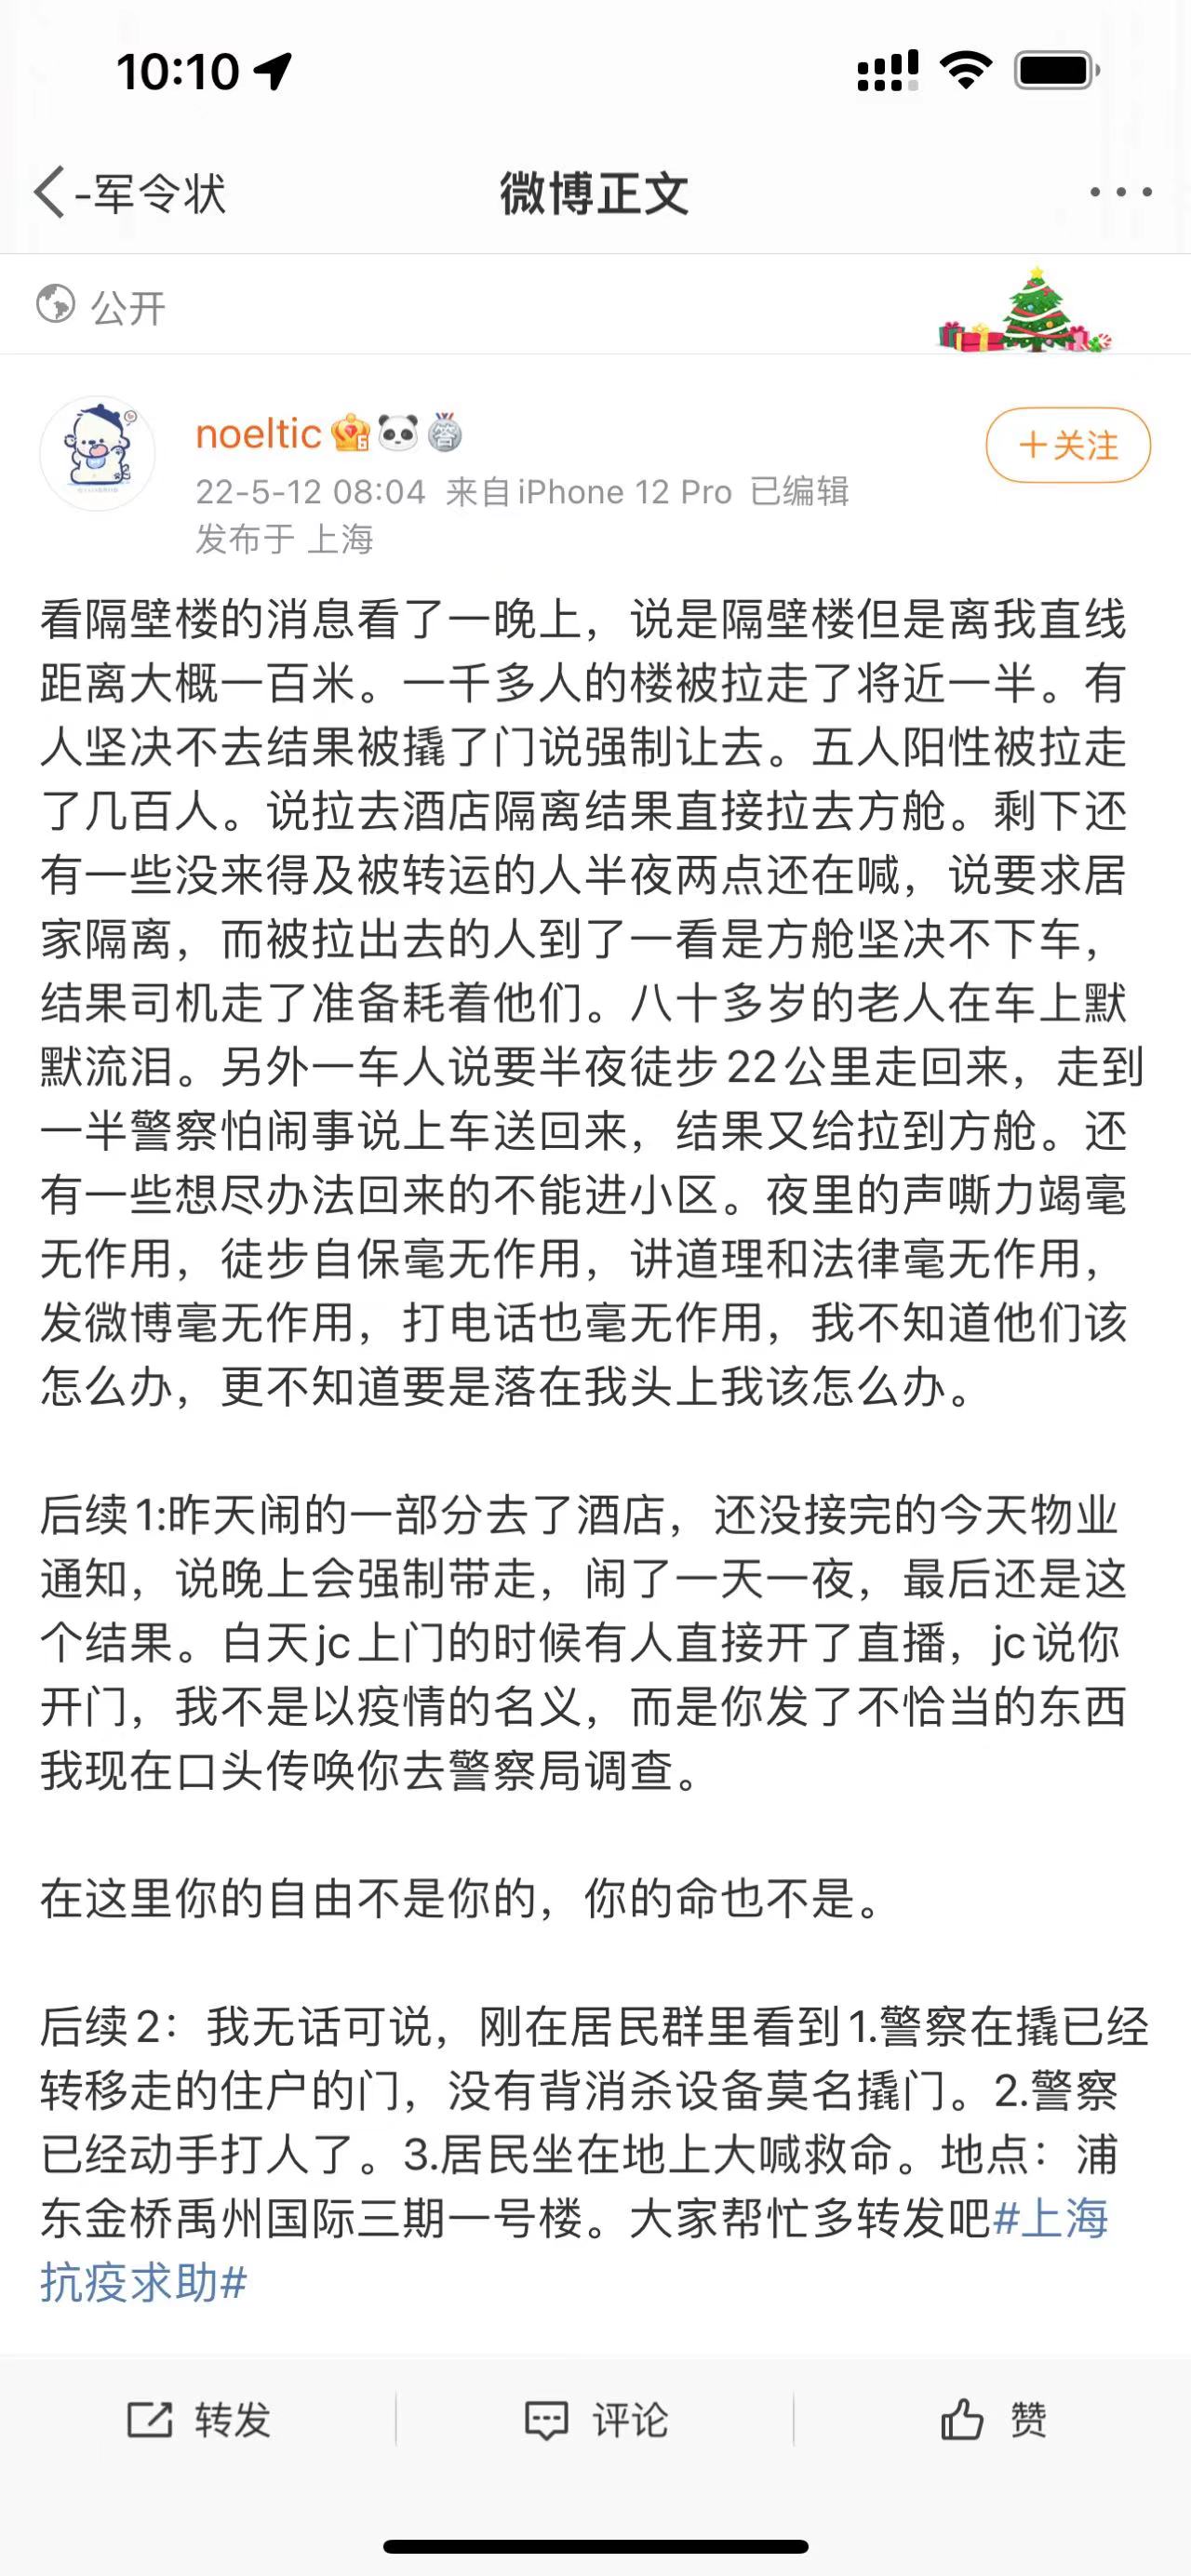 10:10
-军令状
微博正文
公开
noeltic
22-5-12 08:04 来自iPhone 12 Pro 已编辑
发布于 上海
+关注
看隔壁楼的消息看了一晚上，说是隔壁楼但是离我直线
距离大概一百米。一千多人的楼被拉走了将近一半。有
人坚决不去结果被撬了门说强制让去。五人阳性被拉走
了几百人。说拉去酒店隔离结果直接拉去方舱。剩下还
有一些没来得及被转运的人半夜两点还在喊，说要求居
家隔离，而被拉出去的人到了一看是方舱坚决不下车，
结果司机走了准备耗着他们。八十多岁的老人在车上默
默流泪。另外一车人说要半夜徒步22公里走回来，走到
一半警察怕闹事说上车送回来，结果又给拉到方舱。还
有一些想尽办法回来的不能进小区。夜里的声嘶力竭毫
无作用，徒步自保毫无作用，讲道理和法律毫无作用，
发微博毫无作用，打电话也毫无作用，我不知道他们该
怎么办，更不知道要是落在我头上我该怎么办。
后续1:昨天闹的一部分去了酒店，还没接完的今天物业
通知，说晚上会强制带走，闹了一天一夜，最后还是这
个结果。白天jc上门的时候有人直接开了直播，jc说你
开门，我不是以疫情的名义，而是你发了不恰当的东西
我现在口头传唤你去警察局调查。
在这里你的自由不是你的，你的命也不是。
后续2：我无话可说，刚在居民群里看到1.警察在撬已经
转移走的住户的门，没有背消杀设备莫名撬门。2.警察
已经动手打人了。3.居民坐在地上大喊救命。地点：浦
东金桥禹州国际三期一号楼。大家帮忙多转发吧#上海
抗疫求助#
转发
评论
赞